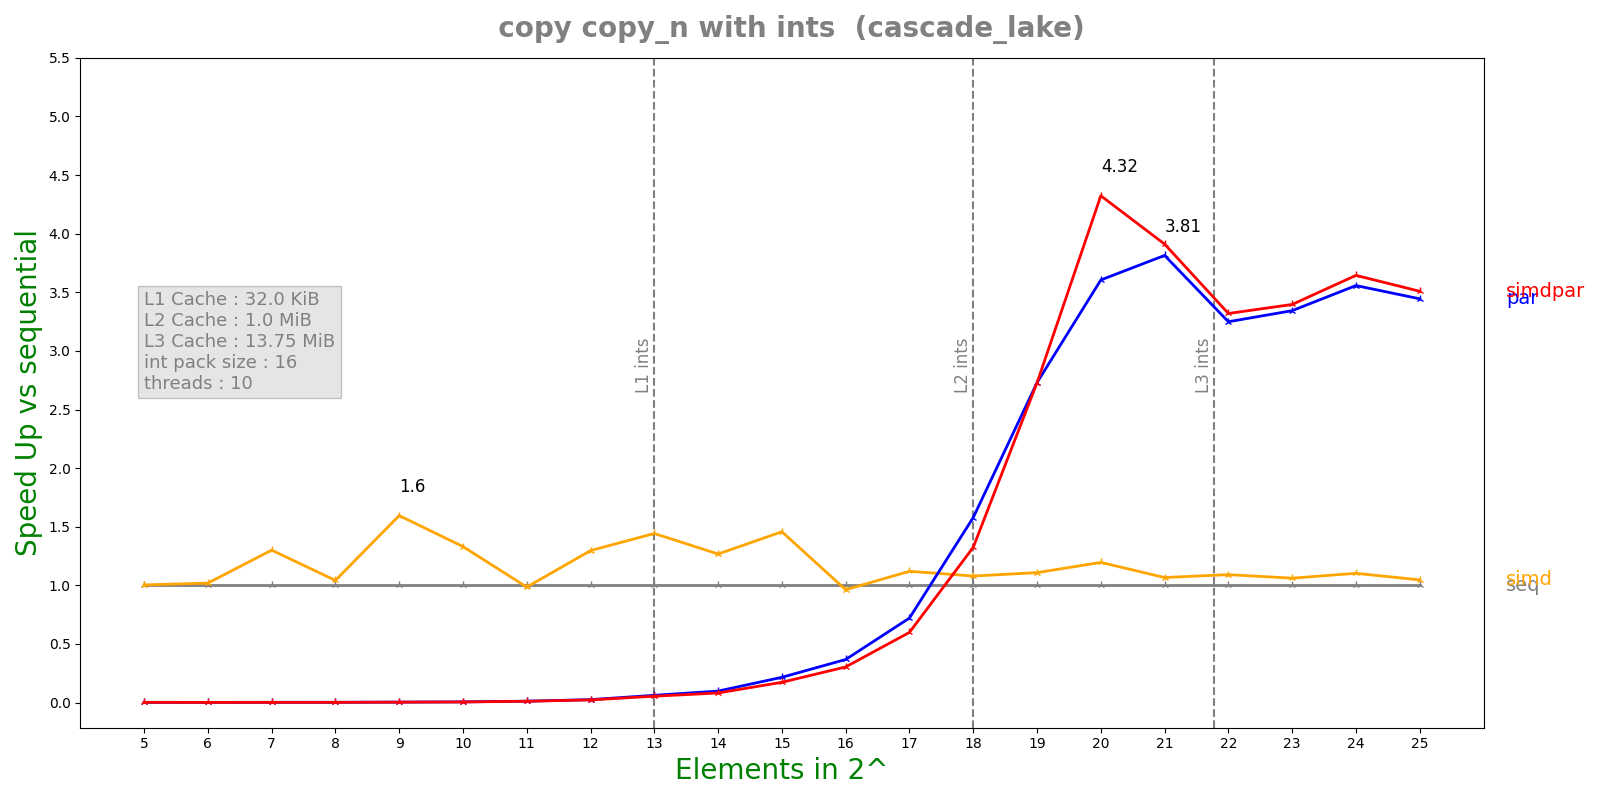 copy copy_n with ints (cascade_lake)
Speed Up vs sequential
5.5
5.0
4.5
4.0
3.5
3.0
2.5
2.0
1.5
1.0
0.5
0.0
4.32
3.81
1.6
L1 Cache : 32.0 KiB
L2 Cache : 1.0 MiB
L3 Cache : 13.75 MiB
int pack size : 16
threads : 10
L1 ints
L2 ints
L3 ints
simdpar
par
simd
seq
5 6 7 8 9 10 11 12 13 14 15 16 17 18 19 20 21 22 23 24 25
Elements in 2^